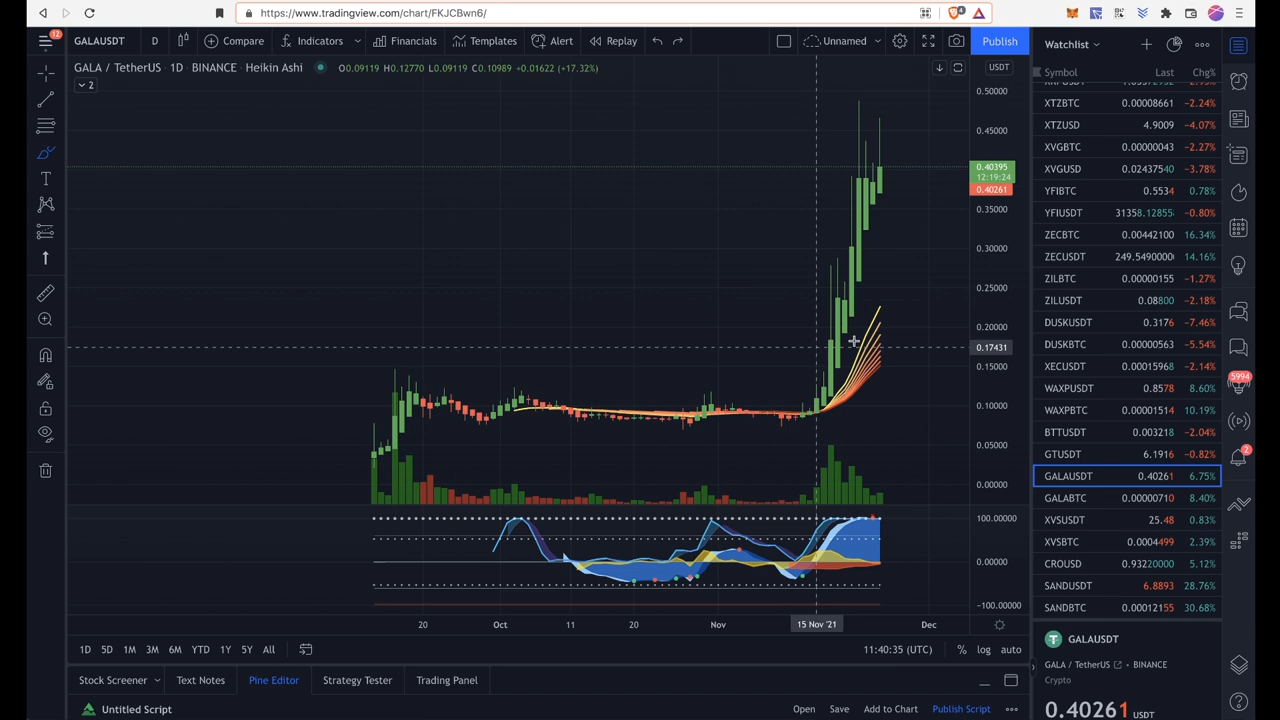 https://www.tradingview.com/chart/FKJCBwn6/
4
12
GALAUSDT D Compare Indicators Financials Templates Alert Replay Unnamed Publish
GALA / TetherUS · 1D · BINANCE · Heikin Ashi O0.09119 H0.12770 L0.09119 C0.10989 +0.01622 (+17.32%)
2
USDT
0.50000
0.45000
0.40395
12:19:24
0.40261
0.35000
0.30000
0.25000
0.20000
0.17431
0.15000
0.10000
0.05000
0.00000
100.00000
0.00000
-100.00000
20 Oct 11 20 Nov 15 Nov '21 Dec
1D 5D 1M 3M 6M YTD 1Y 5Y All 11:40:35 (UTC) % log auto
Stock Screener Text Notes Pine Editor Strategy Tester Trading Panel
Untitled Script Open Save Add to Chart Publish Script
Watchlist
Symbol Last Chg%
XTZBTC 0.00008661 −2.24%
XTZUSD 4.9009 −4.07%
XVGBTC 0.00000043 −2.27%
XVGUSD 0.02437540 −3.78%
YFIBTC 0.5534 0.78%
YFIUSDT 31358.12855 −0.80%
ZECBTC 0.00442100 16.34%
ZECUSDT 249.5490000 14.16%
ZILBTC 0.00000155 −1.27%
ZILUSDT 0.08800 −2.18%
DUSKUSDT 0.3176 −7.46%
DUSKBTC 0.00000563 −5.54%
XECUSDT 0.00015968 −2.14%
WAXPUSDT 0.8578 8.60%
WAXPBTC 0.00001514 10.19%
BTTUSDT 0.003218 −2.04%
GTUSDT 6.1916 −0.82%
GALAUSDT 0.40261 6.75%
GALABTC 0.00000710 8.40%
XVSUSDT 25.48 0.83%
XVSBTC 0.0004499 2.39%
CROUSD 0.93220000 5.12%
SANDUSDT 6.8893 28.76%
SANDBTC 0.00012155 30.68%
GALAUSDT
GALA / TetherUS • BINANCE
Crypto
0.40261 USDT
5994
2